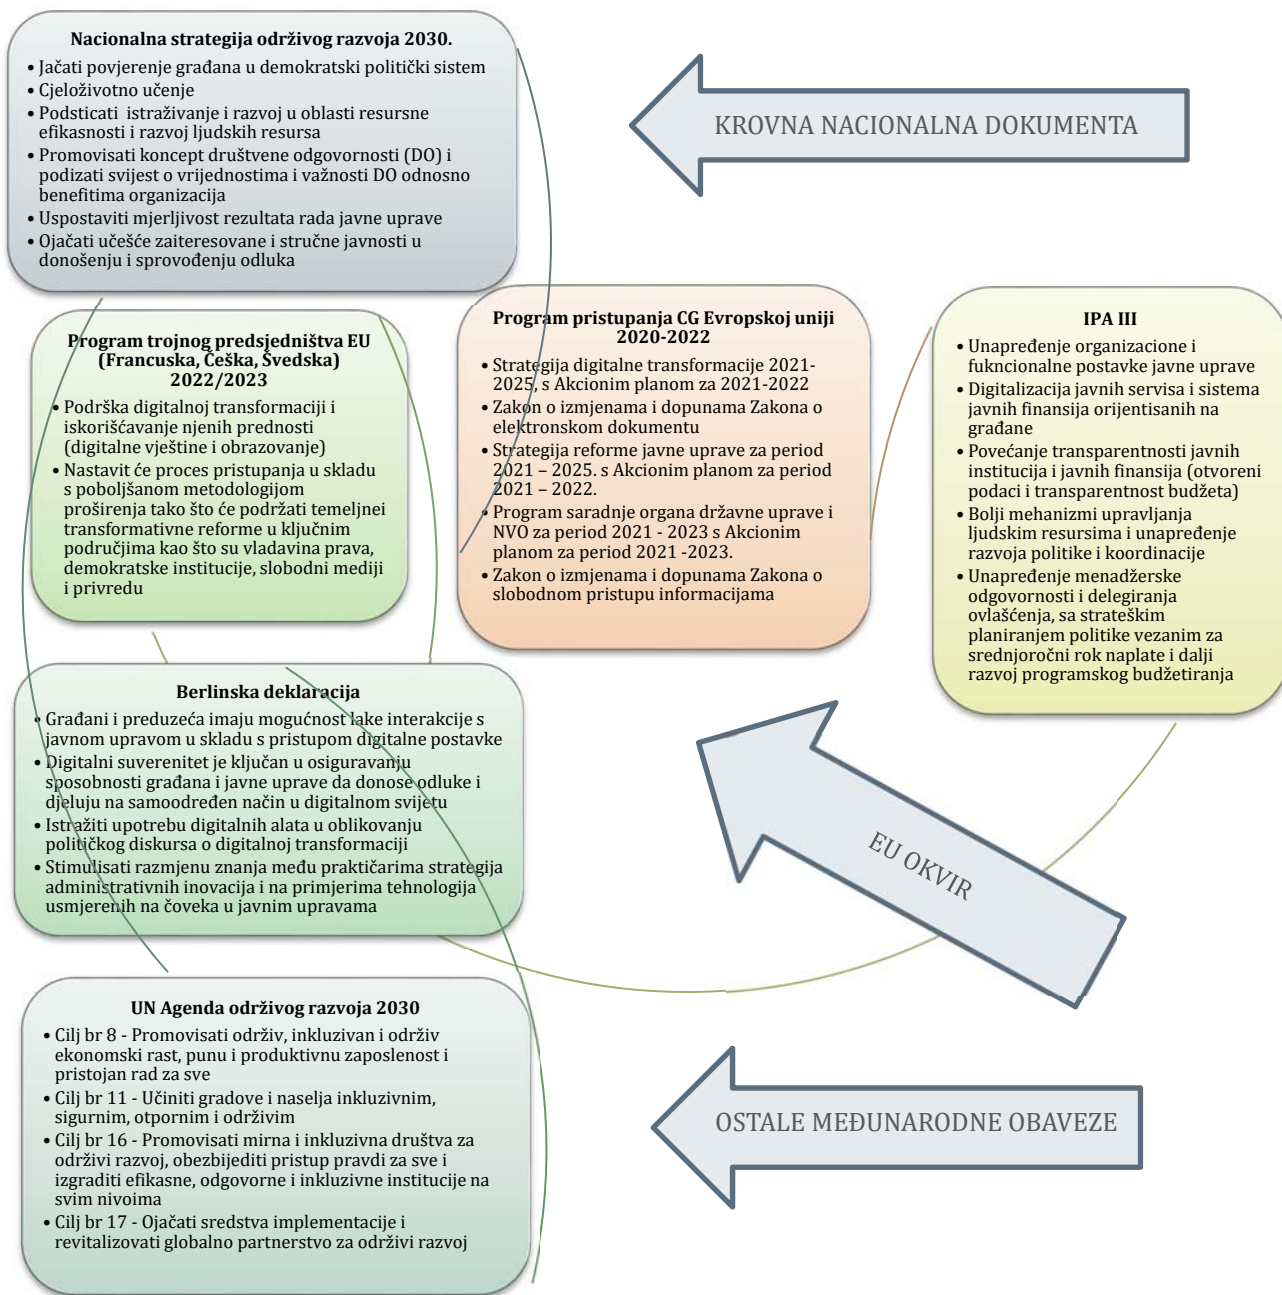 Nacionalna strategija održivog razvoja 2030.
• Jačati povjerenje građana u demokratski politički sistem
• Cjeloživotno učenje
• Podsticati istraživanje i razvoj u oblasti resursne
efikasnosti i razvoj ljudskih resursa
• Promovisati koncept društvene odgovornosti (DO) i
podizati svijest o vrijednostima i važnosti DO odnosno
benefitima organizacija
• Uspostaviti mjerljivost rezultata rada javne uprave
• Ojačati učešće zaiteresovane i stručne javnosti u
donošenju i sprovođenju odluka
KROVNA NACIONALNA DOKUMENTA
Program trojnog predsjedništva EU
(Francuska, Češka, Švedska)
2022/2023
• Podrška digitalnoj transformaciji i
iskorišćavanje njenih prednosti
(digitalne vještine i obrazovanje)
• Nastavit će proces pristupanja u skladu
s poboljšanom metodologijom
proširenja tako što će podržati temeljnei
transformativne reforme u ključnim
područjima kao što su vladavina prava,
demokratske institucije, slobodni mediji
i privredu
Program pristupanja CG Evropskoj uniji
2020-2022
• Strategija digitalne transformacije 2021-
2025, s Akcionim planom za 2021-2022
• Zakon o izmjenama i dopunama Zakona o
elektronskom dokumentu
• Strategija reforme javne uprave za period
2021 – 2025. s Akcionim planom za period
2021 – 2022.
• Program saradnje organa državne uprave i
NVO za period 2021 - 2023 s Akcionim
planom za period 2021 -2023.
• Zakon o izmjenama i dopunama Zakona o
slobodnom pristupu informacijama
IPA III
• Unapređenje organizacione i
fukncionalne postavke javne uprave
• Digitalizacija javnih servisa i sistema
javnih finansija orijentisanih na
građane
• Povećanje transparentnosti javnih
institucija i javnih finansija (otvoreni
podaci i transparentnost budžeta)
• Bolji mehanizmi upravljanja
ljudskim resursima i unapređenje
razvoja politike i koordinacije
• Unapređenje menadžerske
odgovornosti i delegiranja
ovlašćenja, sa strateškim
planiranjem politike vezanim za
srednjoročni rok naplate i dalji
razvoj programskog budžetiranja
Berlinska deklaracija
• Građani i preduzeća imaju mogućnost lake interakcije s
javnom upravom u skladu s pristupom digitalne postavke
• Digitalni suverenitet je ključan u osiguravanju
sposobnosti građana i javne uprave da donose odluke i
djeluju na samoodređen način u digitalnom svijetu
• Istražiti upotrebu digitalnih alata u oblikovanju
političkog diskursa o digitalnoj transformaciji
• Stimulisati razmjenu znanja među praktičarima strategija
administrativnih inovacija i na primjerima tehnologija
usmjerenih na čoveka u javnim upravama
EU OKVIR
UN Agenda održivog razvoja 2030
• Cilj br 8 - Promovisati održiv, inkluzivan i održiv
ekonomski rast, punu i produktivnu zaposlenost i
pristojan rad za sve
• Cilj br 11 - Učiniti gradove i naselja inkluzivnim,
sigurnim, otpornim i održivim
• Cilj br 16 - Promovisati mirna i inkluzivna društva za
održivi razvoj, obezbijediti pristup pravdi za sve i
izgraditi efikasne, odgovorne i inkluzivne institucije na
svim nivoima
• Cilj br 17 - Ojačati sredstva implementacije i
revitalizovati globalno partnerstvo za održivi razvoj
OSTALE MEĐUNARODNE OBAVEZE